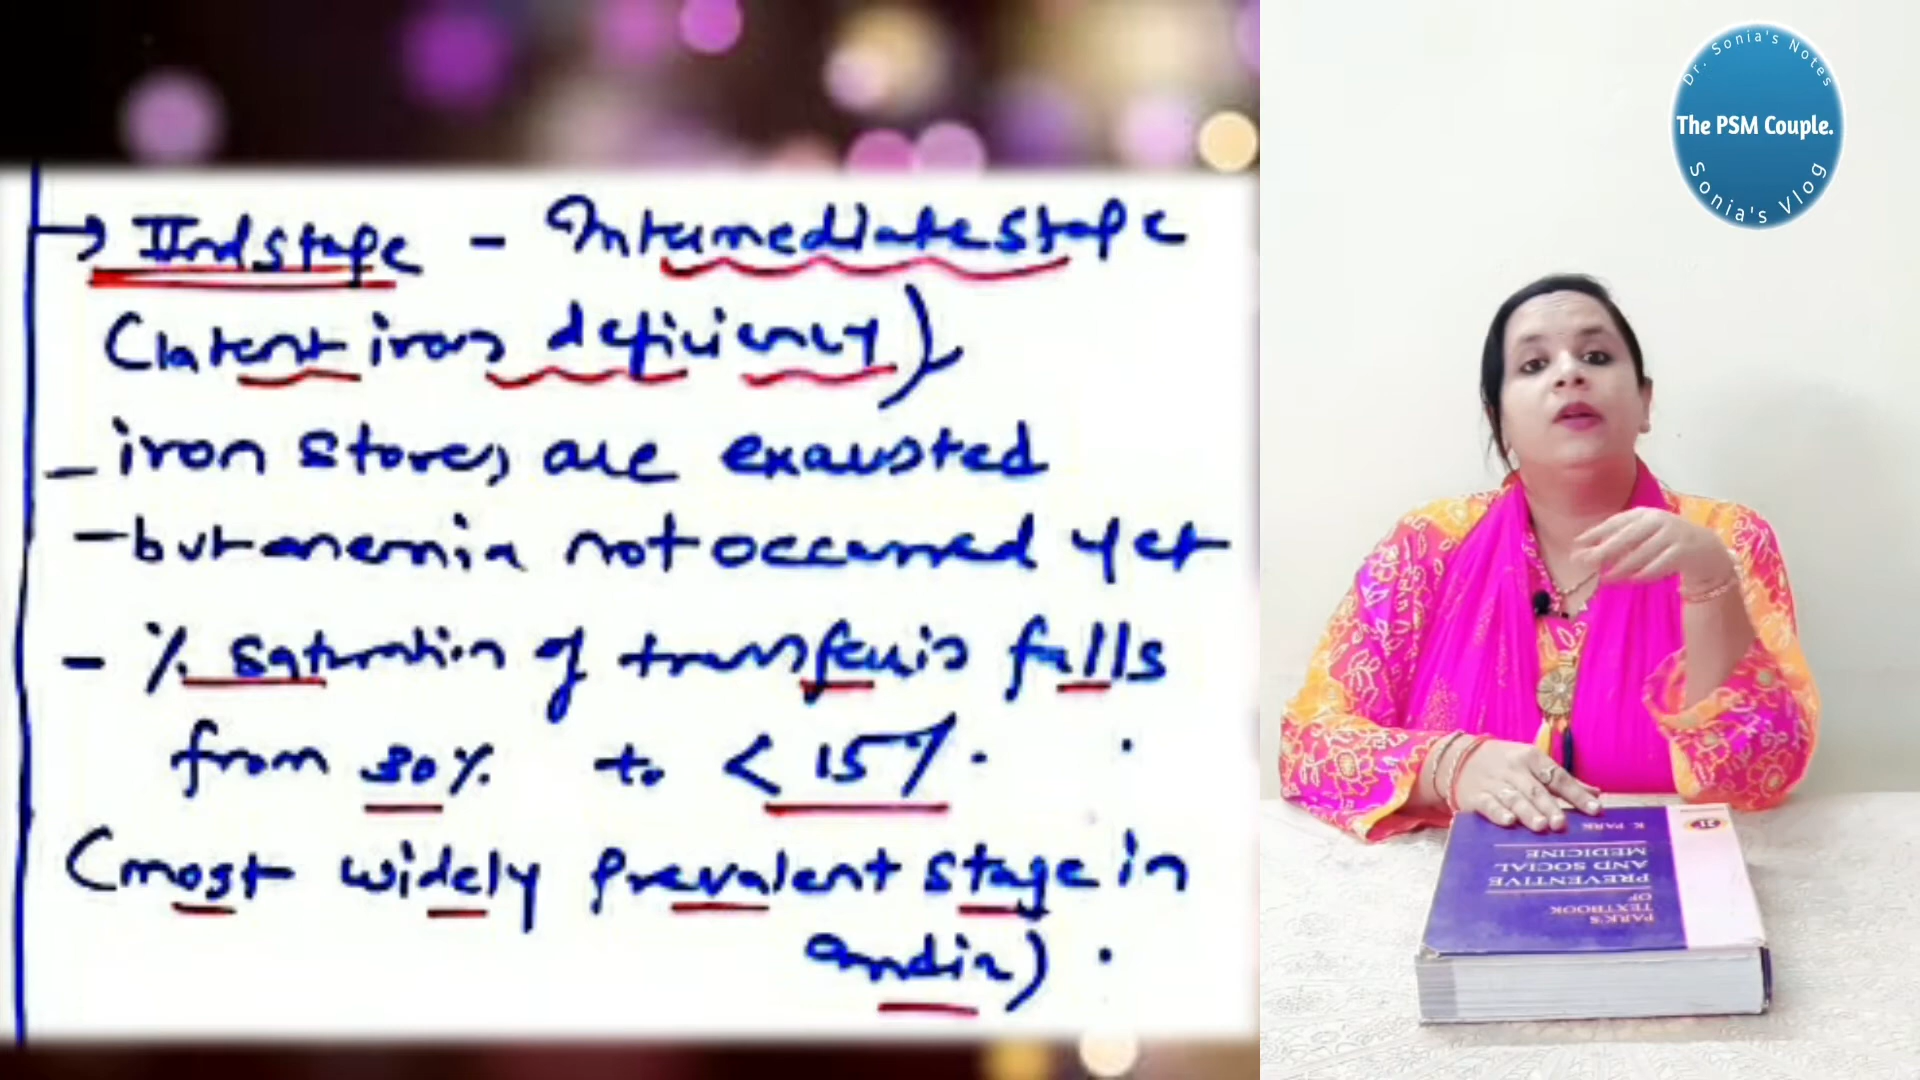 → IInd stage - Intermediate stage
(latent iron deficiency)
- iron stores are exausted
- but anemia not occurred yet
- % saturation of transferrin falls
from 30% to < 15%.
(most widely prevalent stage in
India).
Dr. Sonia's Notes
The PSM Couple.
Sonia's Vlog
21
K. PARK
PARK'S
TEXTBOOK
OF
PREVENTIVE
AND SOCIAL
MEDICINE